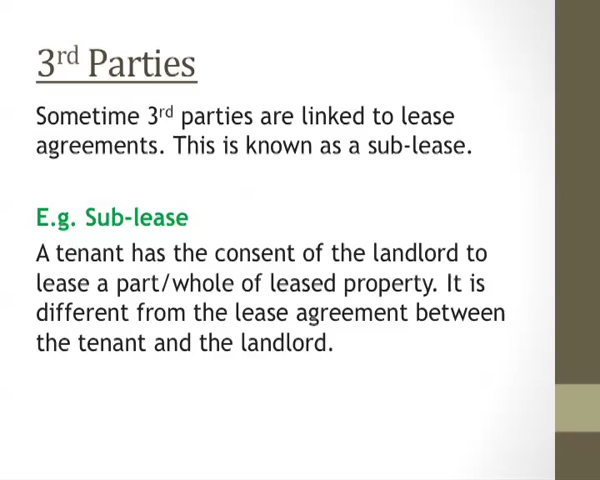 3rd Parties
Sometime 3rd parties are linked to lease
agreements. This is known as a sub-lease.
E.g. Sub-lease
A tenant has the consent of the landlord to
lease a part/whole of leased property. It is
different from the lease agreement between
the tenant and the landlord.